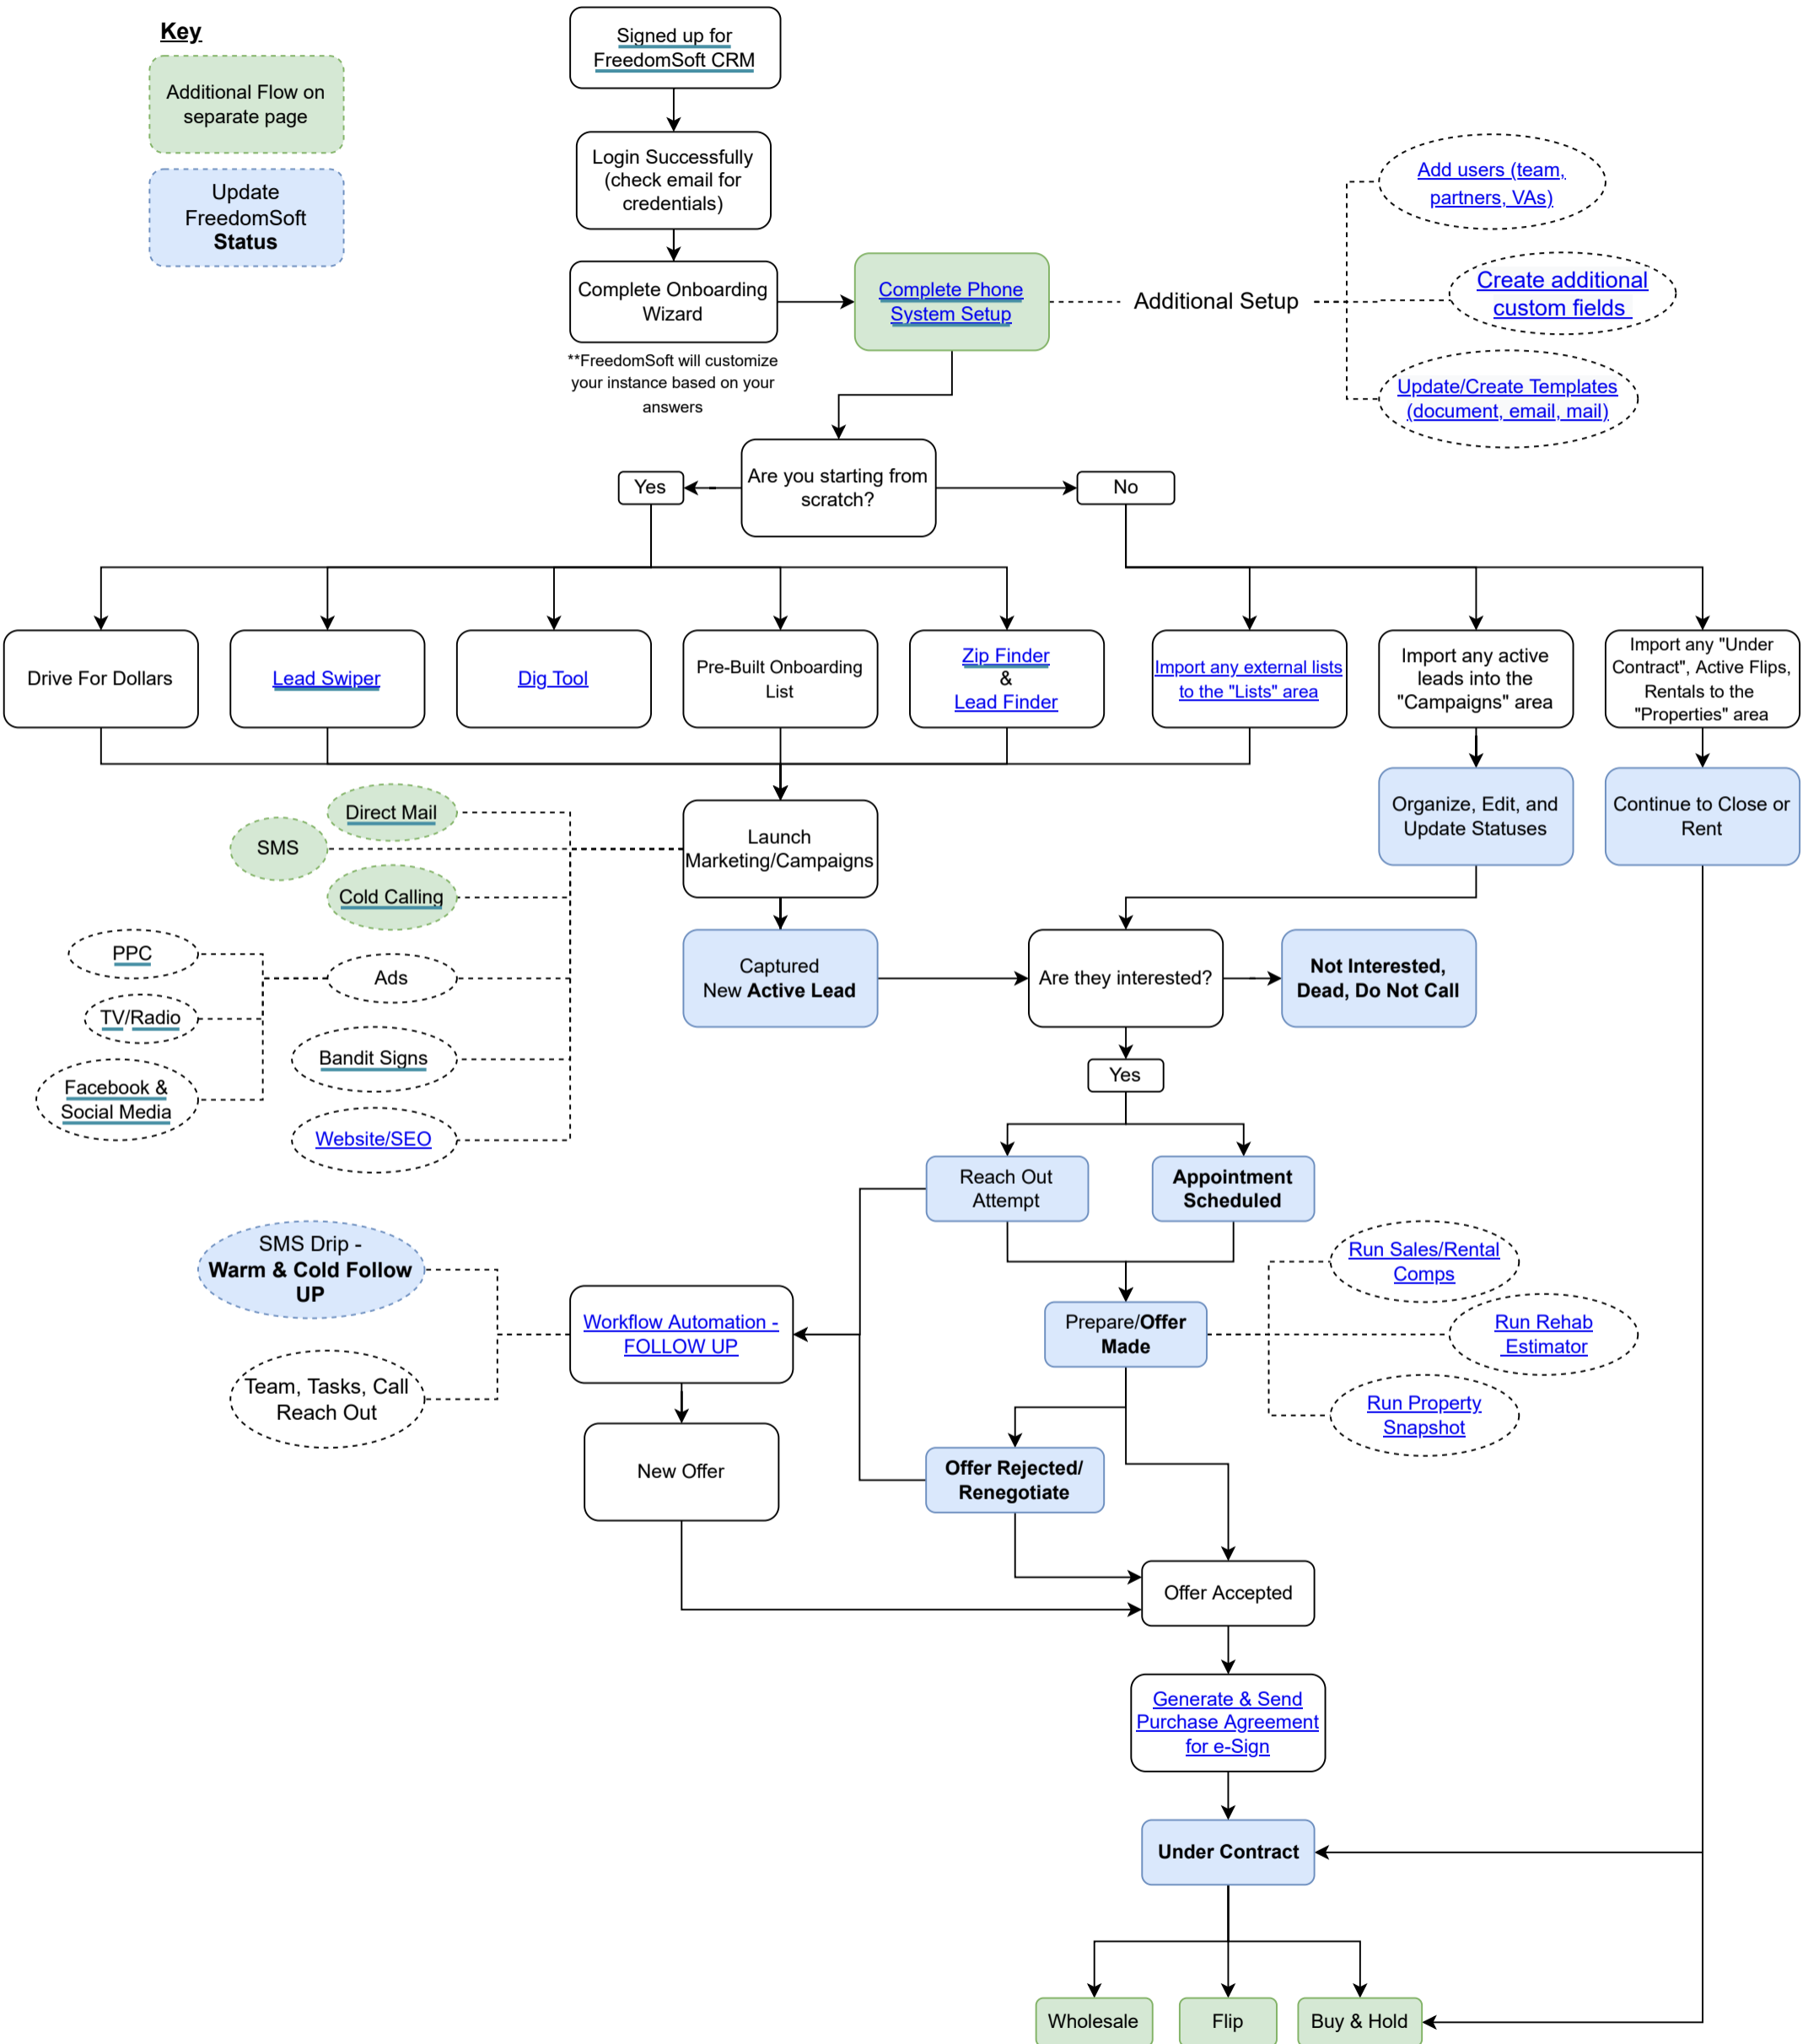 Key
Additional Flow on
separate page
Update
FreedomSoft
Status
Signed up for
FreedomSoft CRM
Login Successfully
(check email for
credentials)
Complete Onboarding
Wizard
**FreedomSoft will customize
your instance based on your
answers
Complete Phone
System Setup
Additional Setup
Add users (team,
partners, VAs)
Create additional
custom fields
Update/Create Templates
(document, email, mail)
Are you starting from
scratch?
Yes
No
Drive For Dollars
Lead Swiper
Dig Tool
Pre-Built Onboarding
List
Zip Finder
&
Lead Finder
Import any external lists
to the "Lists" area
Import any active
leads into the
"Campaigns" area
Import any "Under
Contract", Active Flips,
Rentals to the
"Properties" area
Organize, Edit, and
Update Statuses
Continue to Close or
Rent
Launch
Marketing/Campaigns
Direct Mail
SMS
Cold Calling
Ads
PPC
TV/Radio
Facebook &
Social Media
Bandit Signs
Website/SEO
Captured
New Active Lead
Are they interested?
Not Interested,
Dead, Do Not Call
Yes
Reach Out
Attempt
Appointment
Scheduled
SMS Drip -
Warm & Cold Follow
UP
Team, Tasks, Call
Reach Out
Workflow Automation -
FOLLOW UP
New Offer
Prepare/Offer
Made
Run Sales/Rental
Comps
Run Rehab
Estimator
Run Property
Snapshot
Offer Rejected/
Renegotiate
Offer Accepted
Generate & Send
Purchase Agreement
for e-Sign
Under Contract
Wholesale
Flip
Buy & Hold